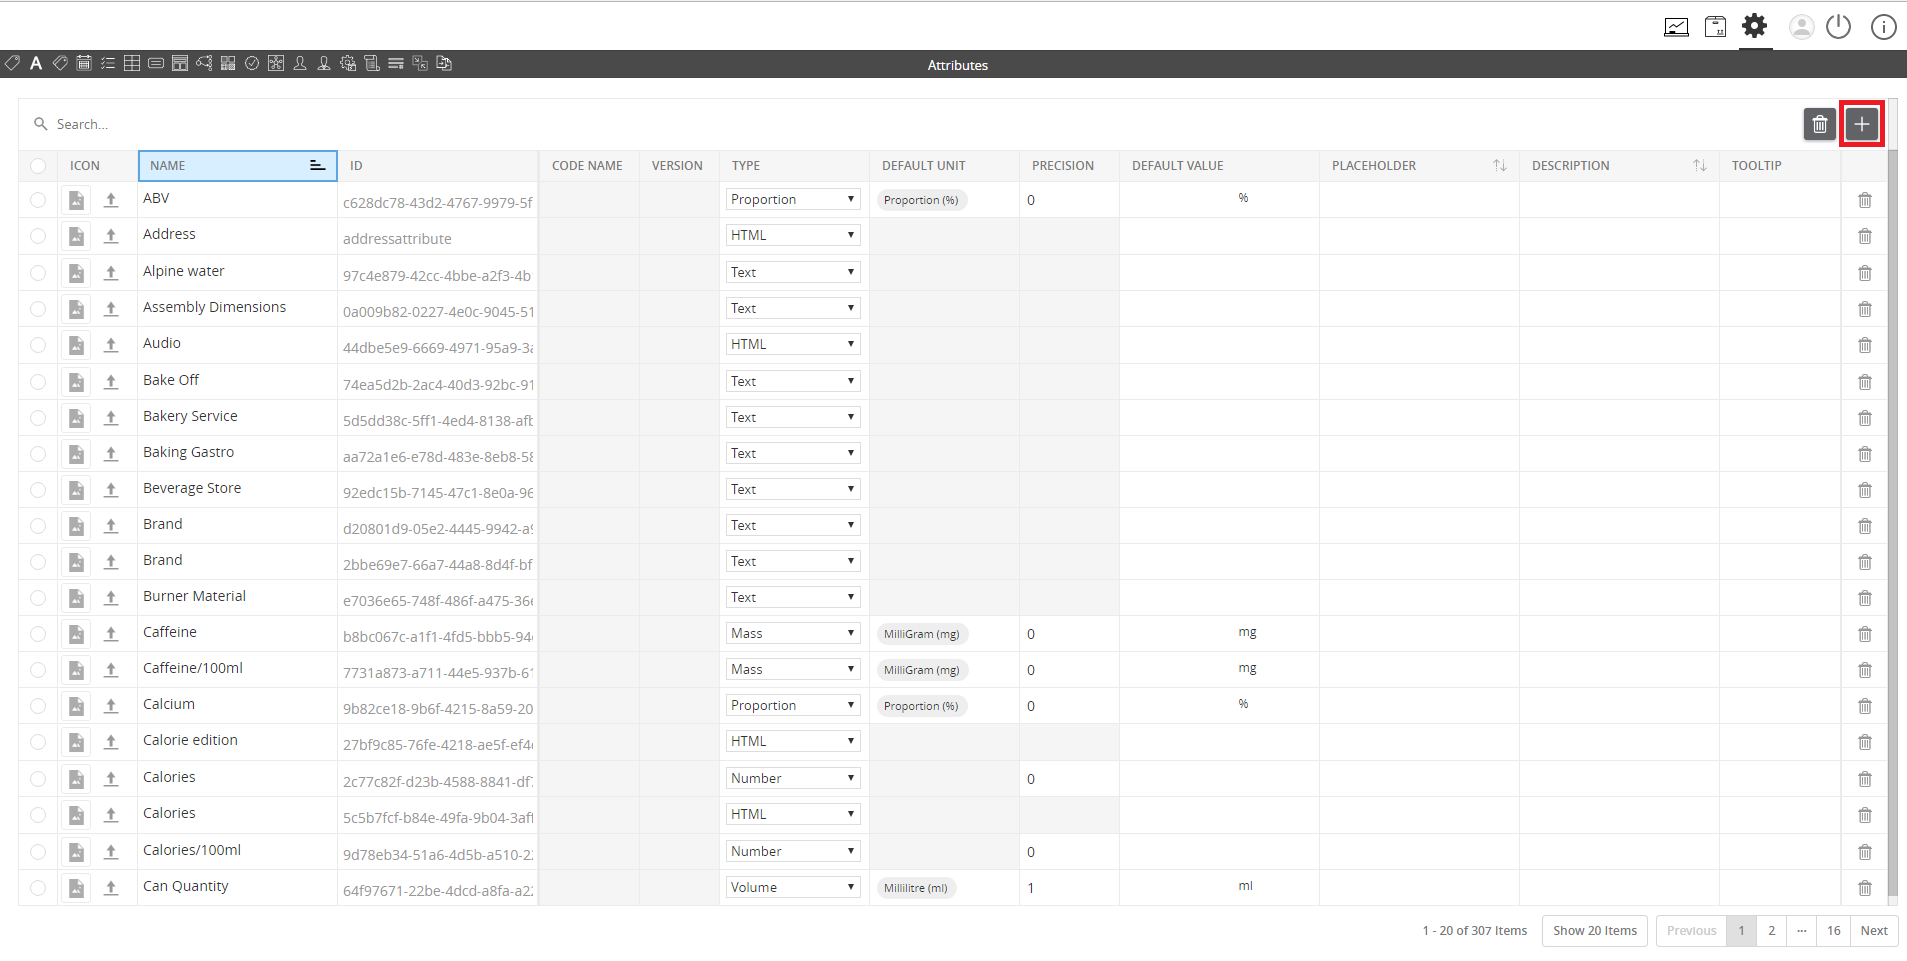 Attributes
Search...
ICON NAME ID CODE NAME VERSION TYPE DEFAULT UNIT PRECISION DEFAULT VALUE PLACEHOLDER DESCRIPTION TOOLTIP
ABV c628dc78-43d2-4767-9979-5f Proportion Proportion (%) 0 %
Address addressattribute HTML
Alpine water 97c4e879-42cc-4bbe-a2f3-4b Text
Assembly Dimensions 0a009b82-0227-4e0c-9045-51 Text
Audio 44dbe5e9-6669-4971-95a9-3a HTML
Bake Off 74ea5d2b-2ac4-40d3-92bc-91 Text
Bakery Service 5d5dd38c-5ff1-4ed4-8138-afb Text
Baking Gastro aa72a1e6-e78d-483e-8eb8-58 Text
Beverage Store 92edc15b-7145-47c1-8e0a-96 Text
Brand d20801d9-05e2-4445-9942-a9 Text
Brand 2bbe69e7-66a7-44a8-8d4f-bf Text
Burner Material e7036e65-748f-486f-a475-36e Text
Caffeine b8bc067c-a1f1-4fd5-bbb5-94 Mass MilliGram (mg) 0 mg
Caffeine/100ml 7731a873-a711-44e5-937b-61 Mass MilliGram (mg) 0 mg
Calcium 9b82ce18-9b6f-4215-8a59-20 Proportion Proportion (%) 0 %
Calorie edition 27bf9c85-76fe-4218-ae5f-ef4 HTML
Calories 2c77c82f-d23b-4588-8841-df Number 0
Calories 5c5b7fcf-b84e-49fa-9b04-3aff HTML
Calories/100ml 9d78eb34-51a6-4d5b-a510-2 Number 0
Can Quantity 64f97671-22be-4dcd-a8fa-a22 Volume Millilitre (ml) 1 ml
1 - 20 of 307 Items Show 20 Items Previous 1 2 ... 16 Next